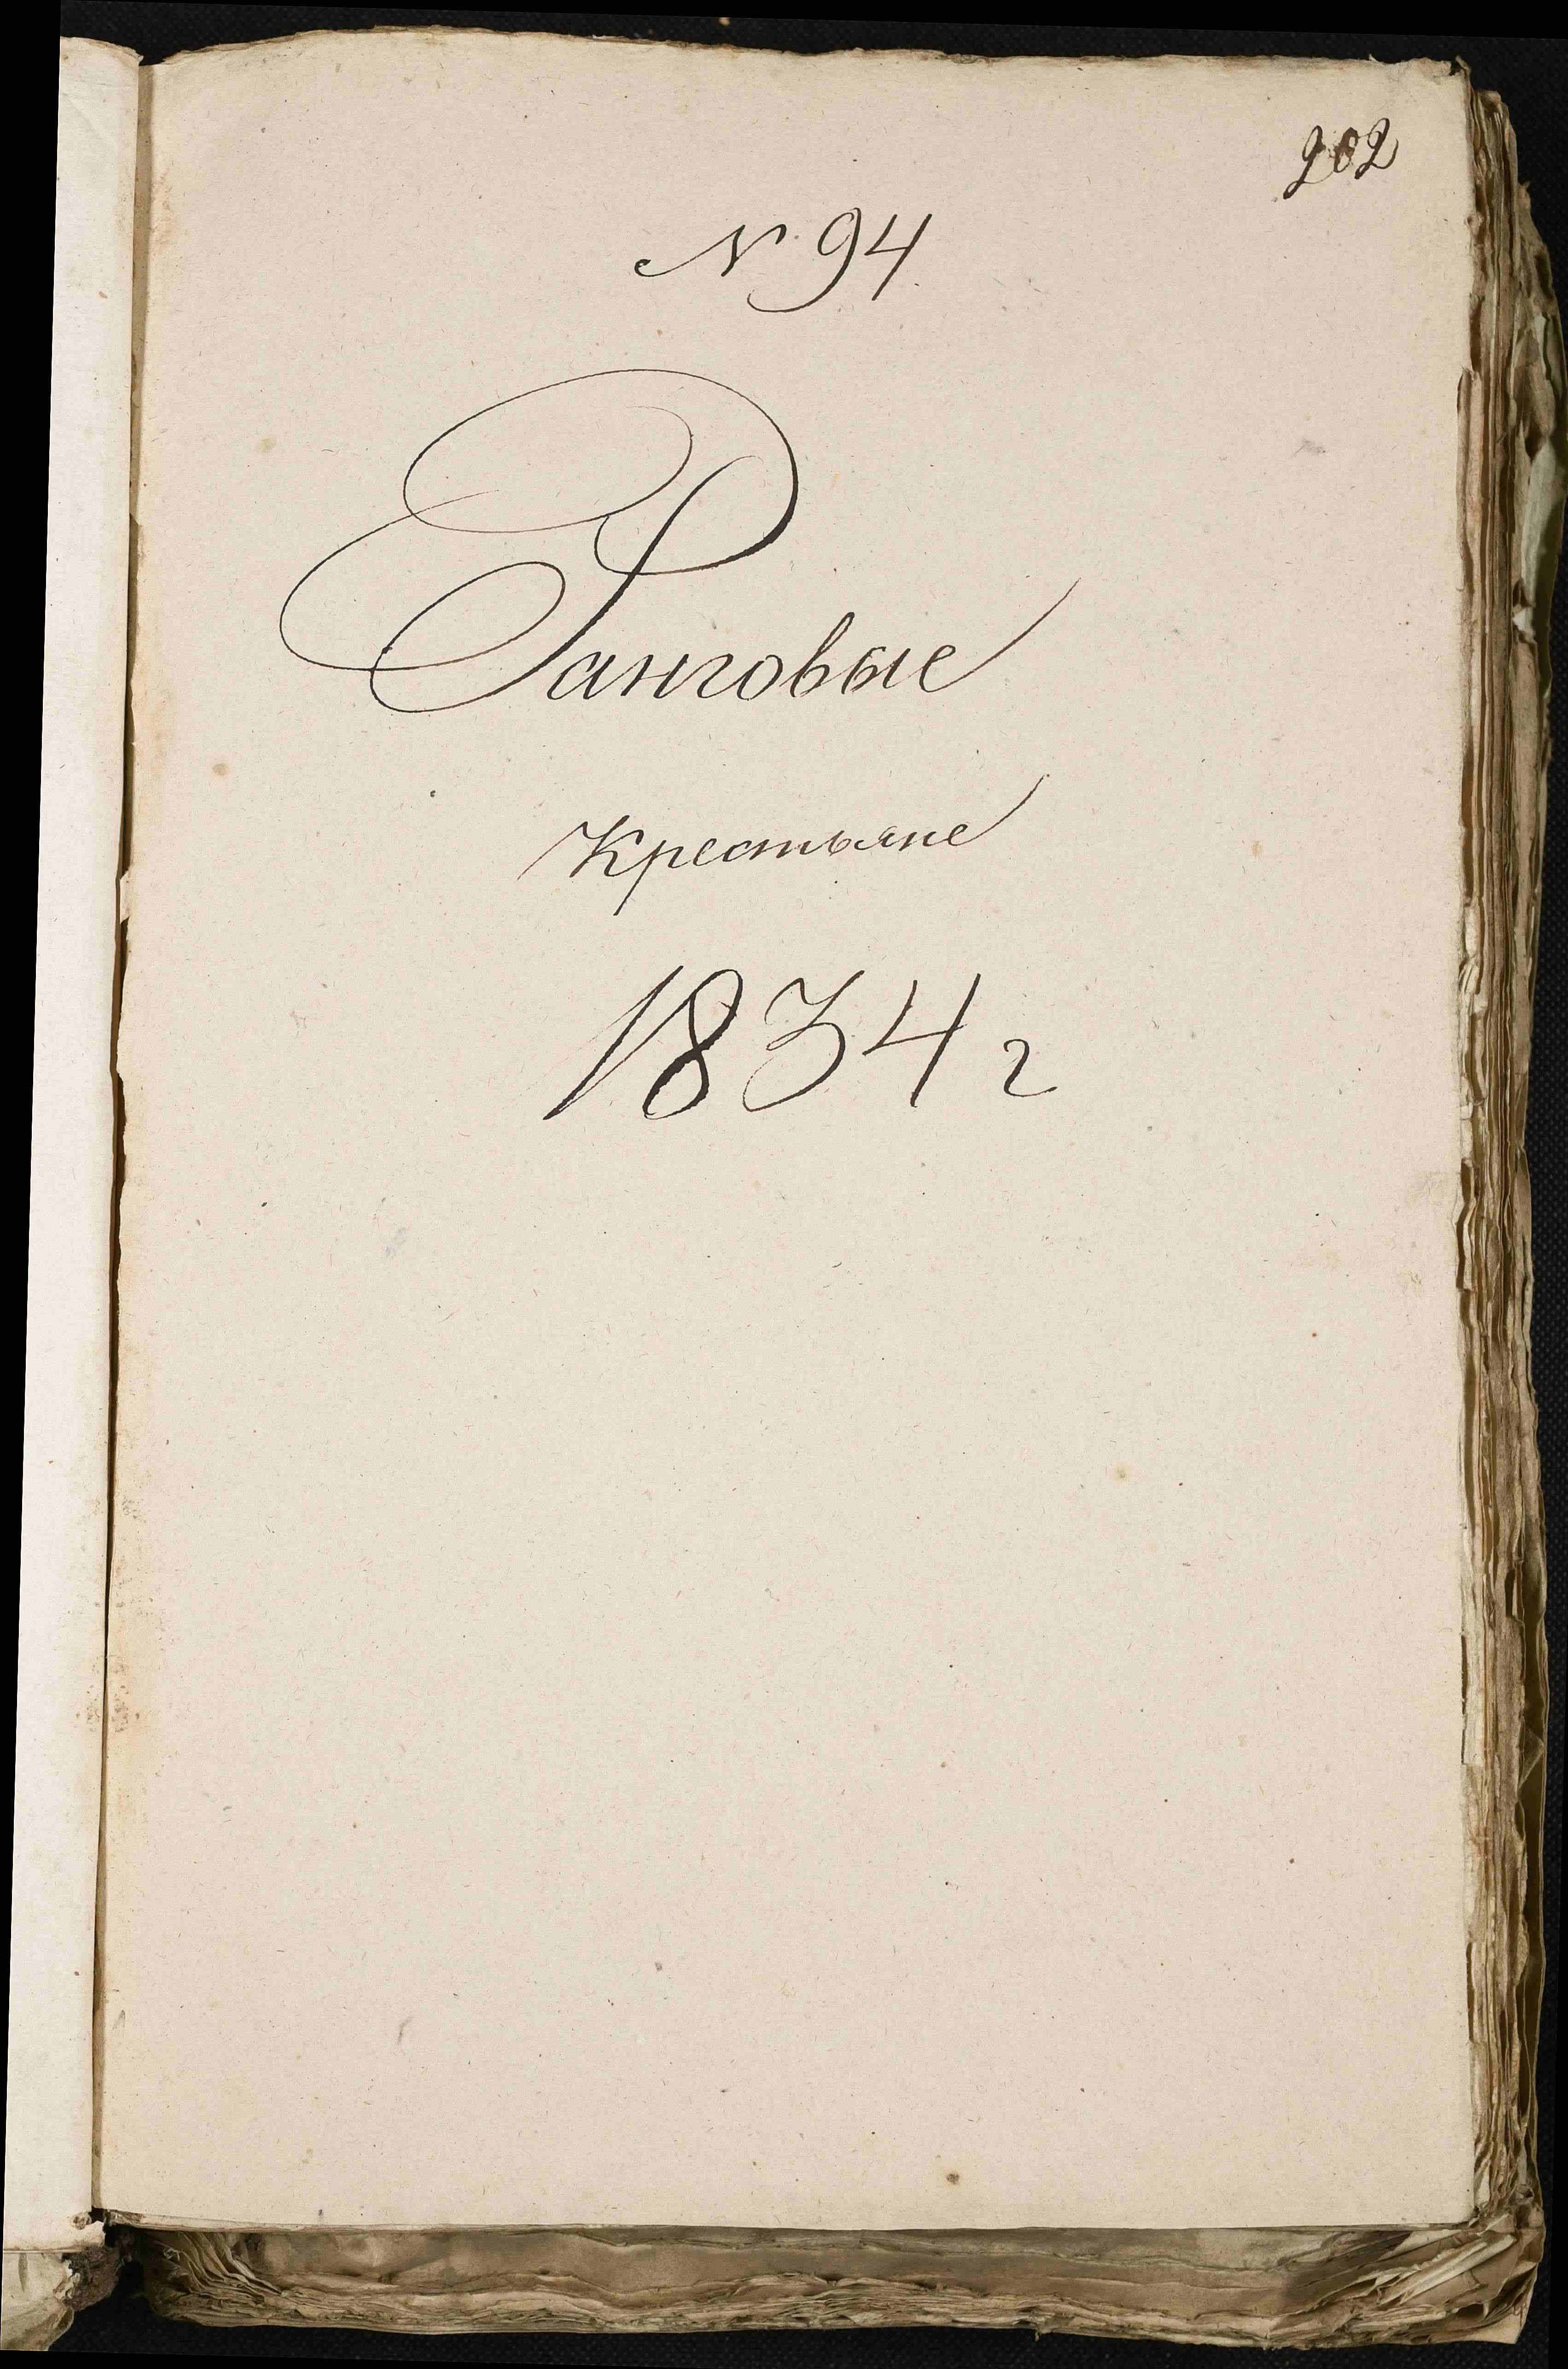 202
№ 94.
Ранговые
Крестьяне
1834 г